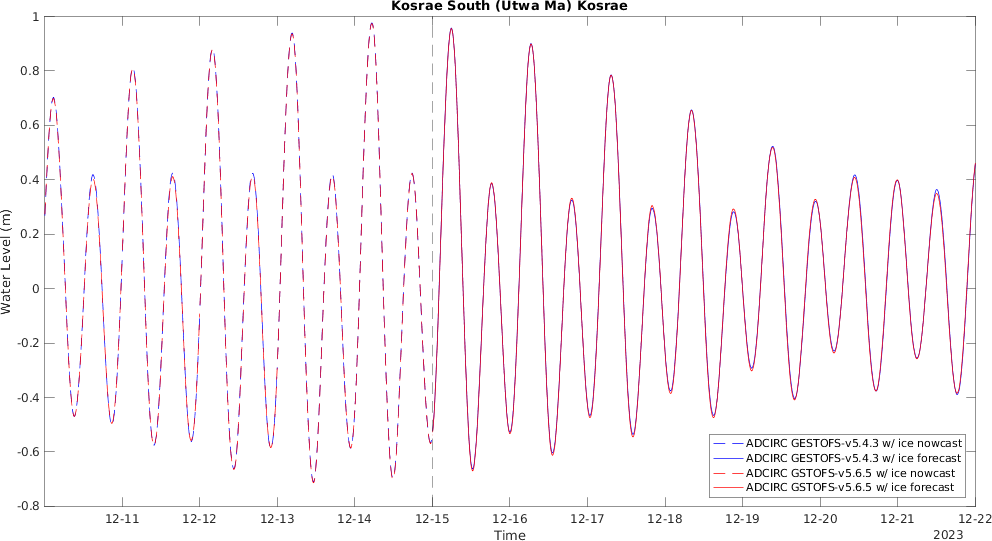 Kosrae South (Utwa Ma) Kosrae
1
0.8
0.6
0.4
0.2
0
-0.2
-0.4
-0.6
-0.8
Water Level (m)
ADCIRC GESTOFS-v5.4.3 w/ ice nowcast
ADCIRC GESTOFS-v5.4.3 w/ ice forecast
ADCIRC GSTOFS-v5.6.5 w/ ice nowcast
ADCIRC GSTOFS-v5.6.5 w/ ice forecast
12-11 12-12 12-13 12-14 12-15 12-16 12-17 12-18 12-19 12-20 12-21 12-22
Time
2023